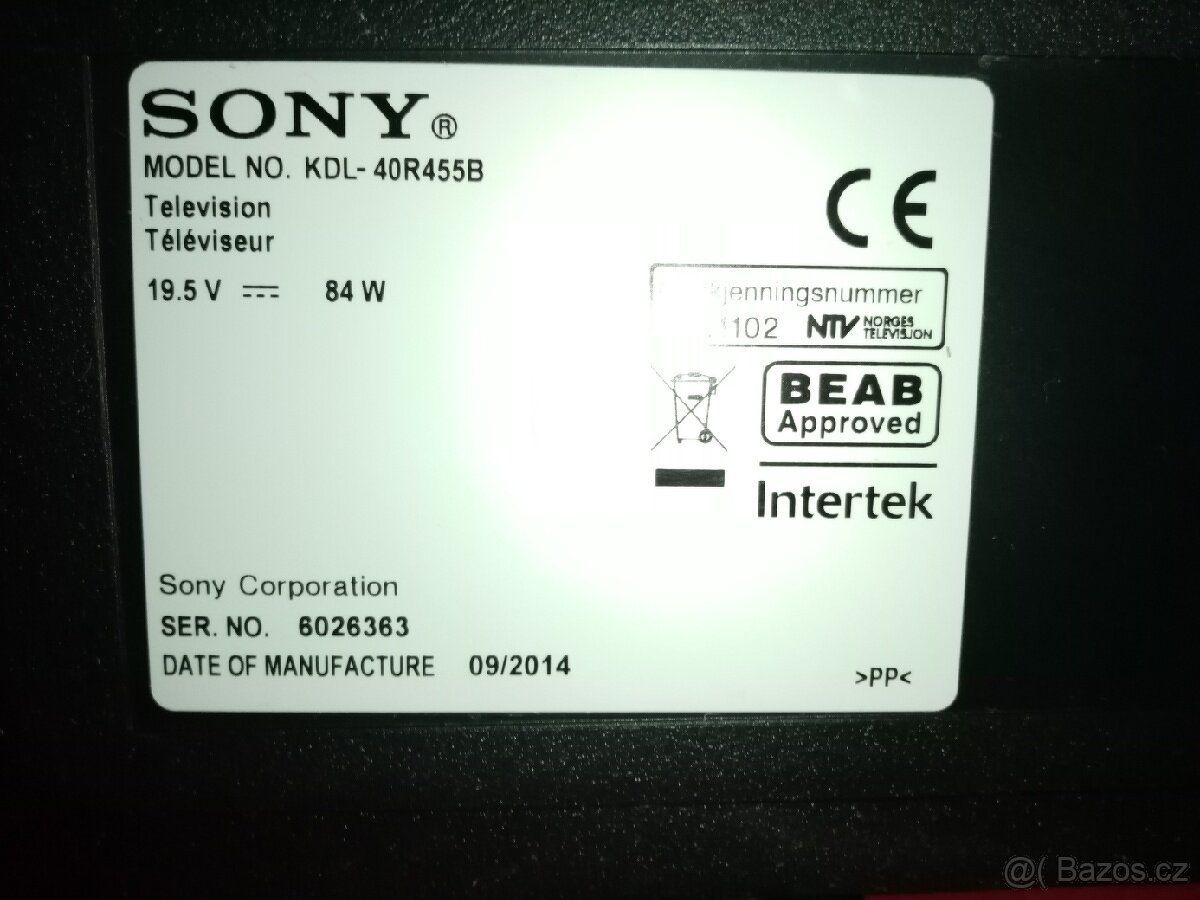 SONY®
MODEL NO. KDL-40R455B
Television
Téléviseur
19.5 V 84 W
CE
jenningsnummer
1102 NTV NORGES TELEVISJON
BEAB
Approved
Intertek
Sony Corporation
SER. NO. 6026363
DATE OF MANUFACTURE 09/2014
>PP<
@( Bazos.cz